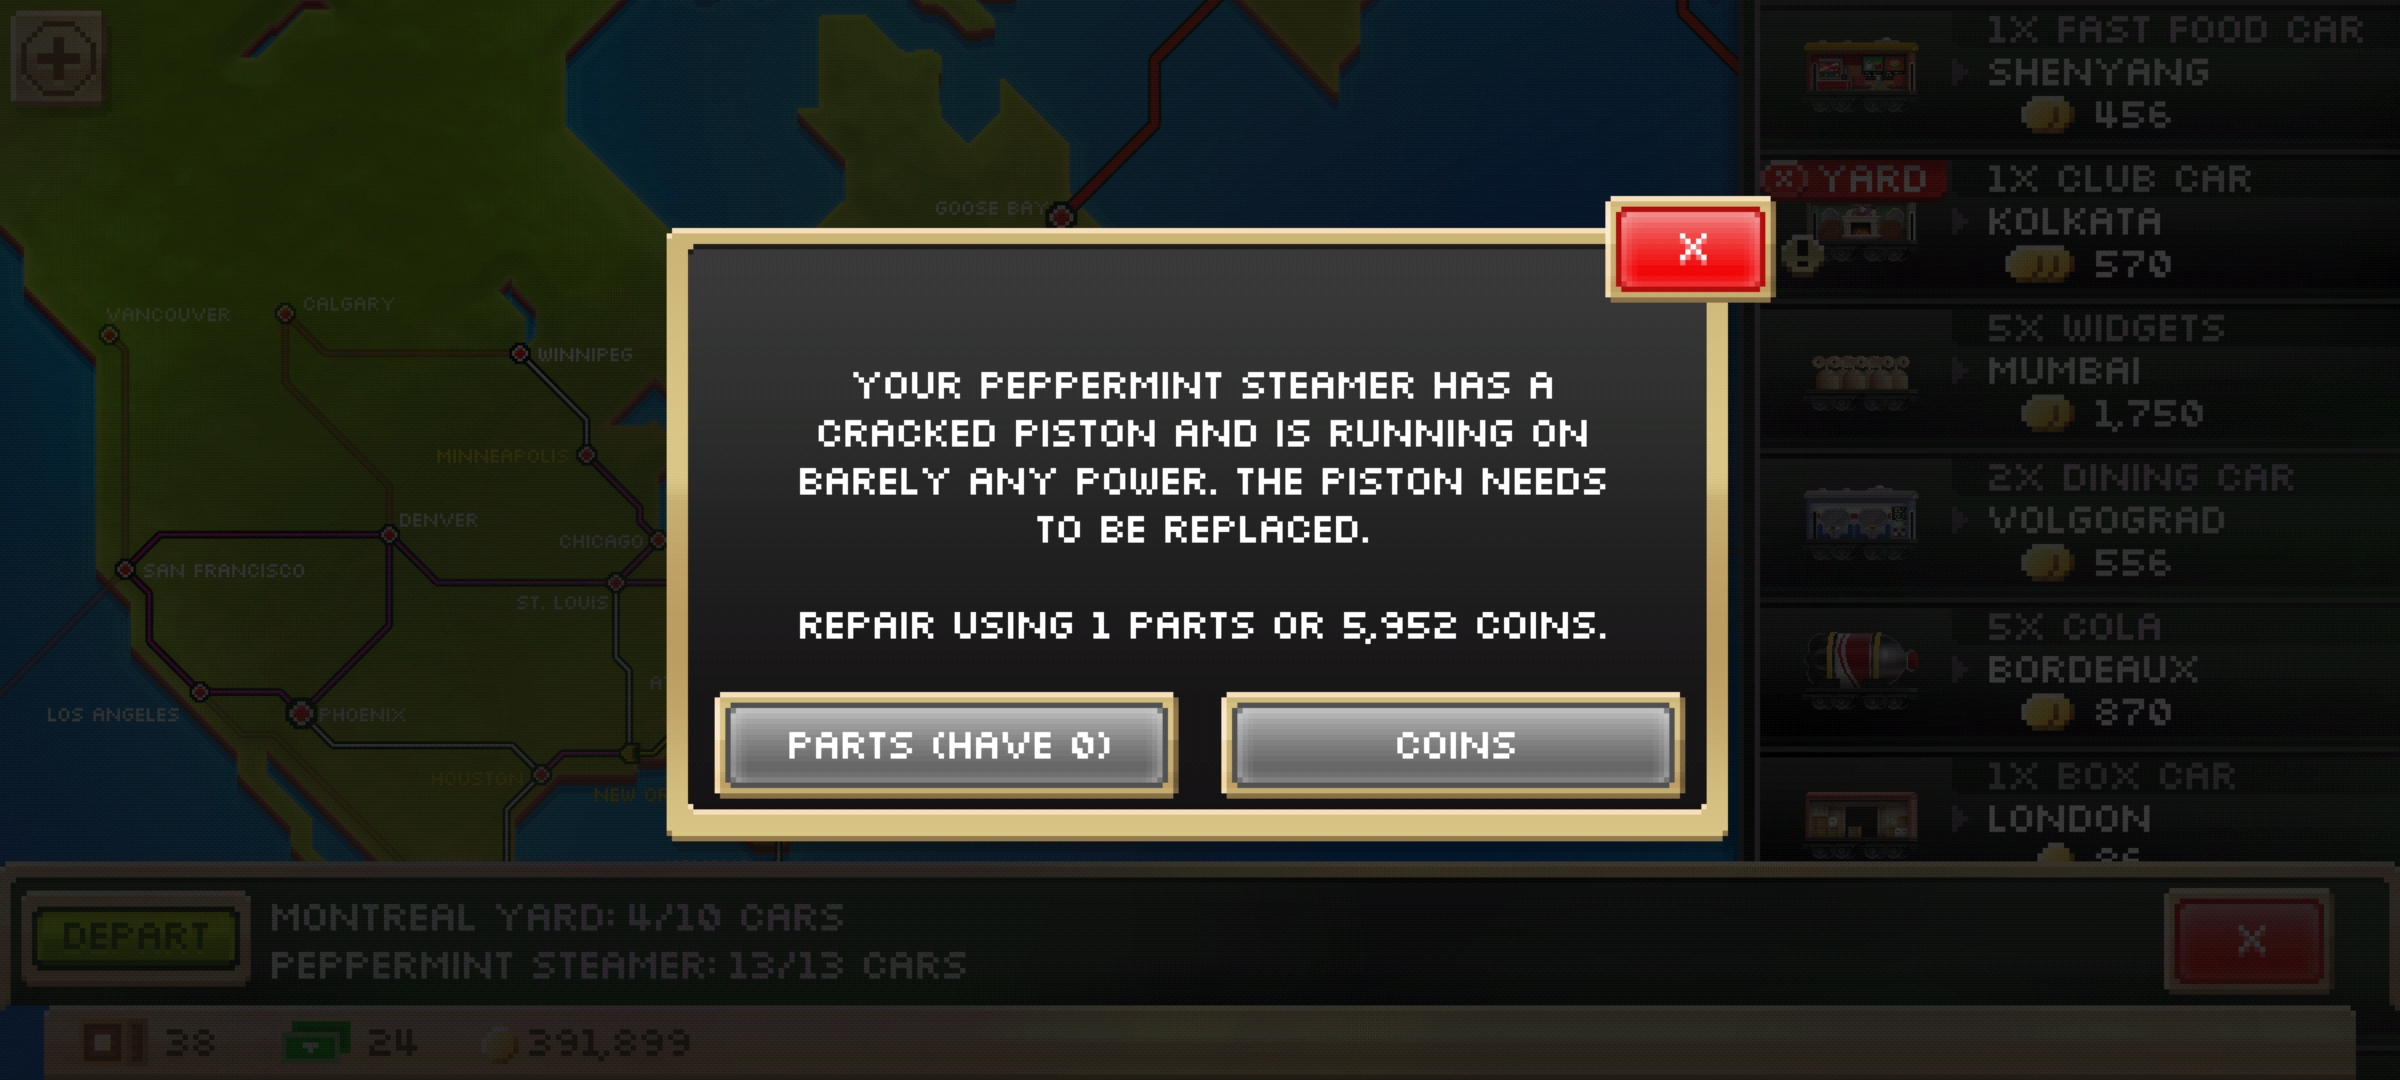 1X FAST FOOD CAR
SHENYANG
456
YARD
1X CLUB CAR
KOLKATA
570
5X WIDGETS
MUMBAI
1,750
2X DINING CAR
VOLGOGRAD
556
5X COLA
BORDEAUX
870
1X BOX CAR
LONDON
GOOSE BAY
VANCOUVER
CALGARY
WINNIPEG
MINNEAPOLIS
DENVER
CHICAGO
SAN FRANCISCO
ST. LOUIS
LOS ANGELES
PHOENIX
HOUSTON
NEW OR
X
YOUR PEPPERMINT STEAMER HAS A
CRACKED PISTON AND IS RUNNING ON
BARELY ANY POWER. THE PISTON NEEDS
TO BE REPLACED.
REPAIR USING 1 PARTS OR 5,952 COINS.
PARTS (HAVE 0)
COINS
DEPART
MONTREAL YARD: 4/10 CARS
PEPPERMINT STEAMER: 13/13 CARS
X
38
24
391,899